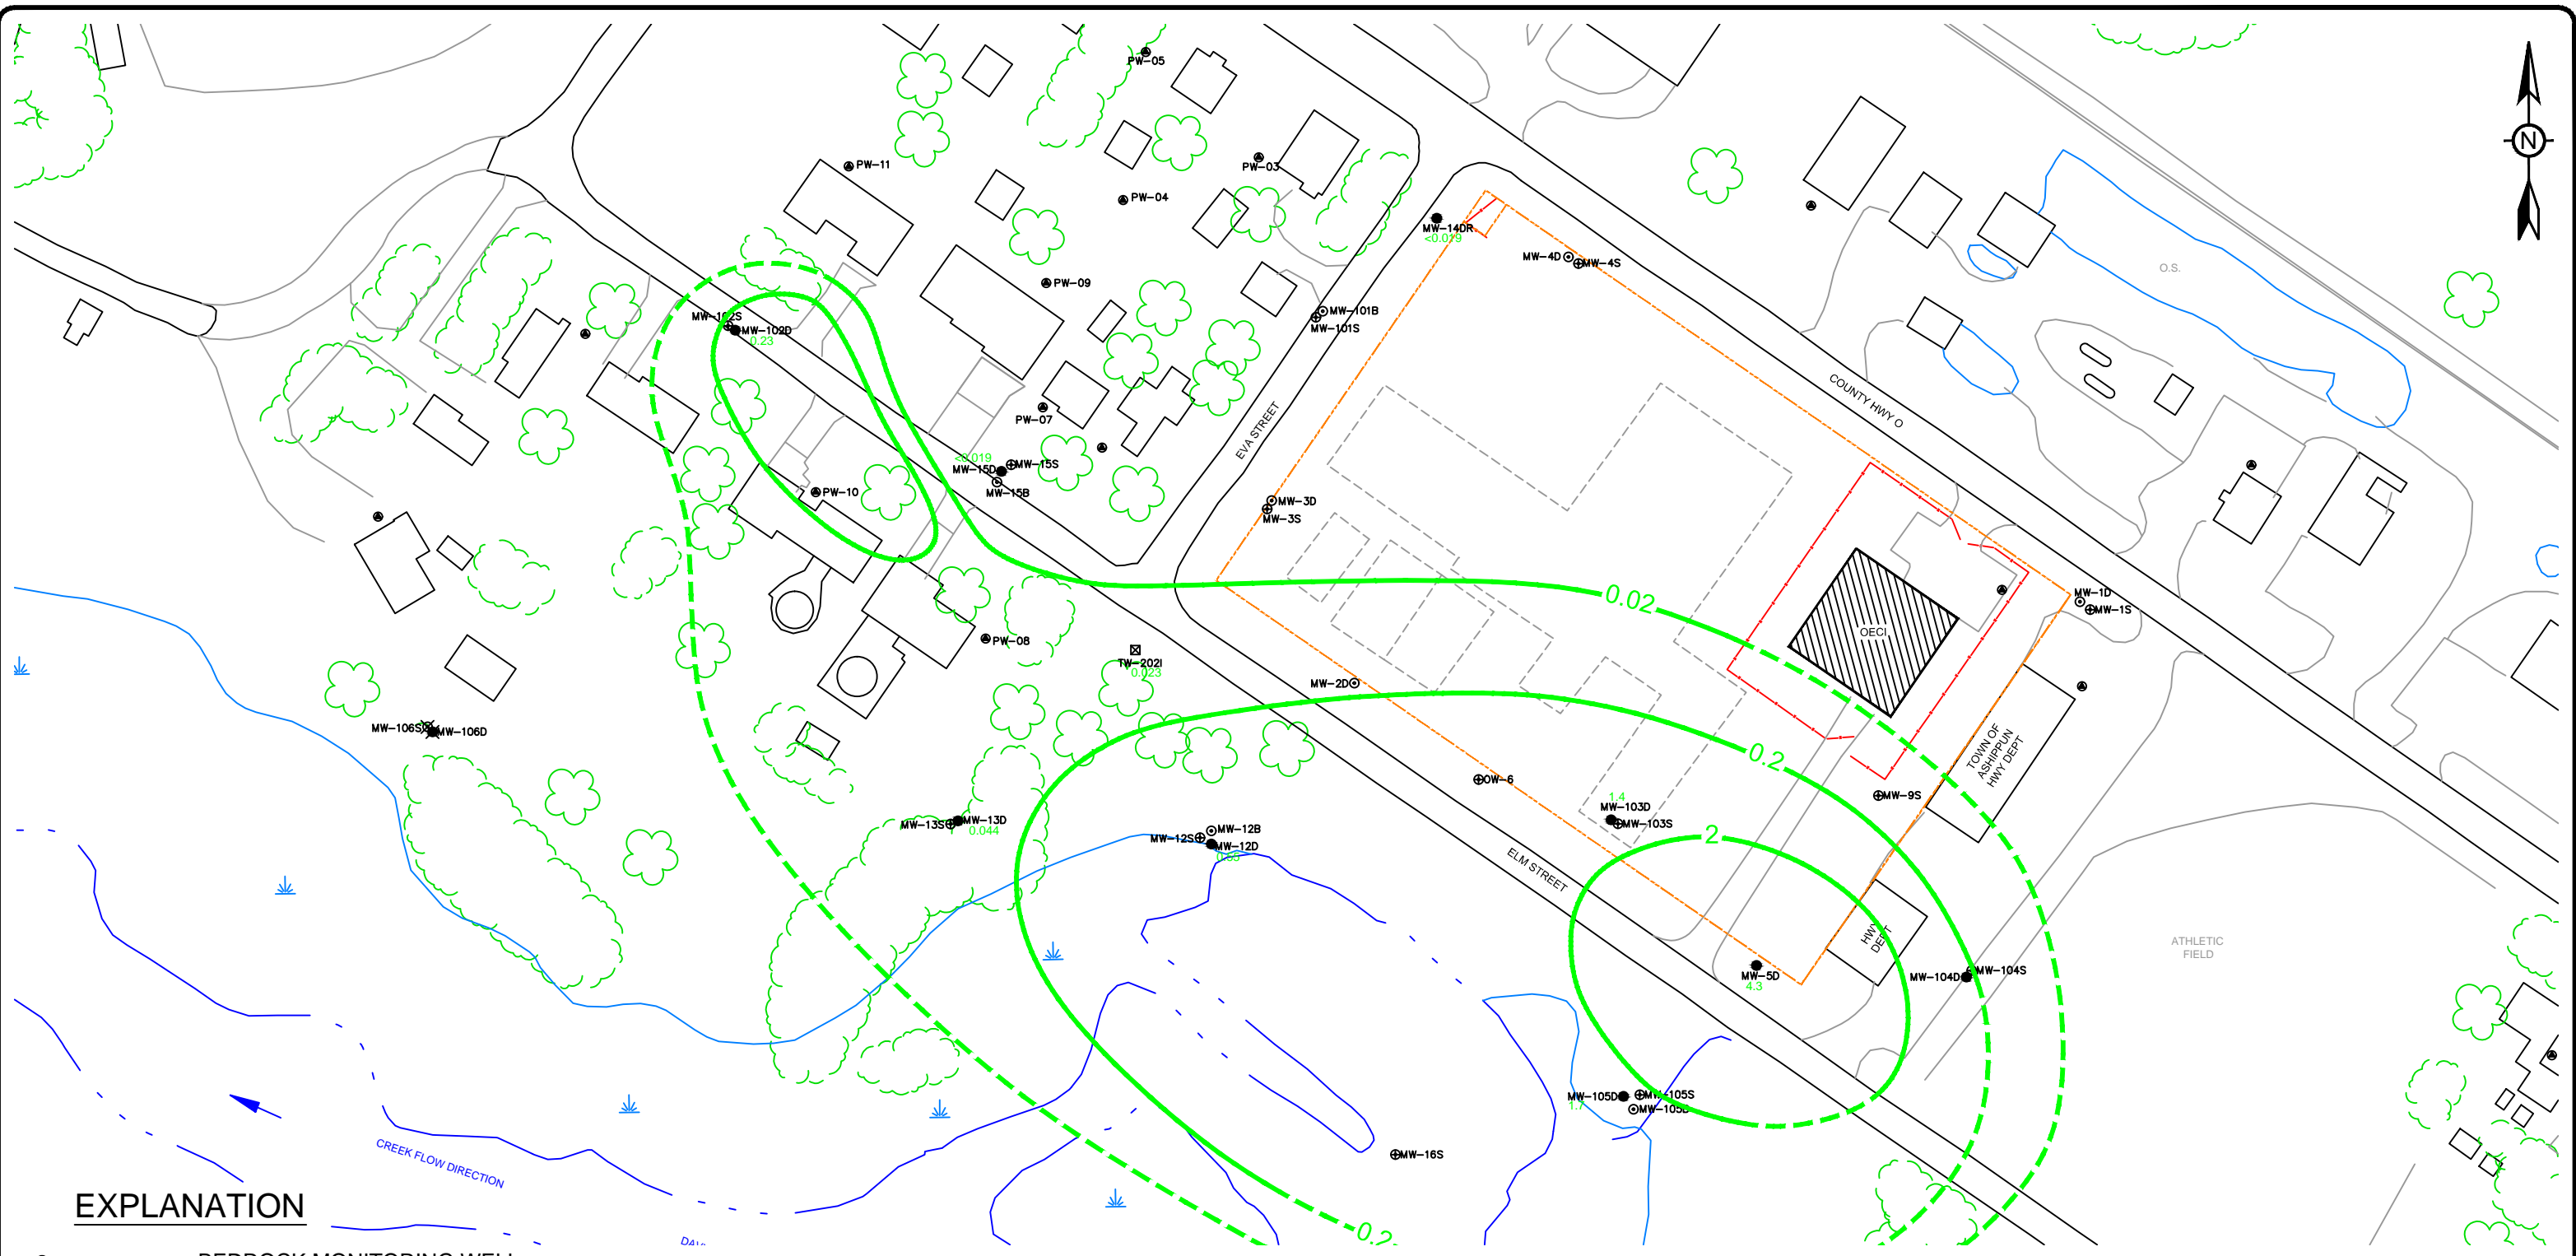 PW-05
N
PW-11
PW-03
PW-04
MW-14DR
<0.019
MW-4D
MW-4S
O.S.
PW-09
MW-101B
MW-101S
MW-102S
MW-102D
0.23
COUNTY HWY O
PW-07
EVA STREET
<0.019
MW-15D
MW-15S
MW-15B
PW-10
MW-3D
MW-3S
0.02
MW-1D
MW-1S
OECI
PW-08
TW-202I
0.023
MW-2D
MW-106S
MW-106D
0.2
TOWN OF
ASHIPPUN
HWY DEPT
OW-6
MW-9S
1.4
MW-103D
MW-103S
MW-13S
MW-13D
0.044
MW-12B
MW-12S
MW-12D
2
ELM STREET
HWY
DEPT
ATHLETIC
FIELD
MW-5D
4.3
MW-104D
MW-104S
MW-105D
MW-105S
1.7
MW-16S
CREEK FLOW DIRECTION
EXPLANATION
0.2
BEDROCK MONITORING WELL